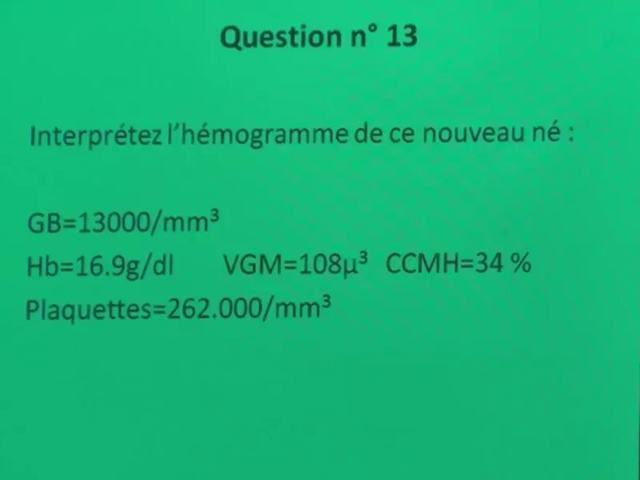 Question n° 13
Interprétez l'hémogramme de ce nouveau né :
GB=13000/mm³
Hb=16.9g/dl VGM=108µ³ CCMH=34 %
Plaquettes=262.000/mm³